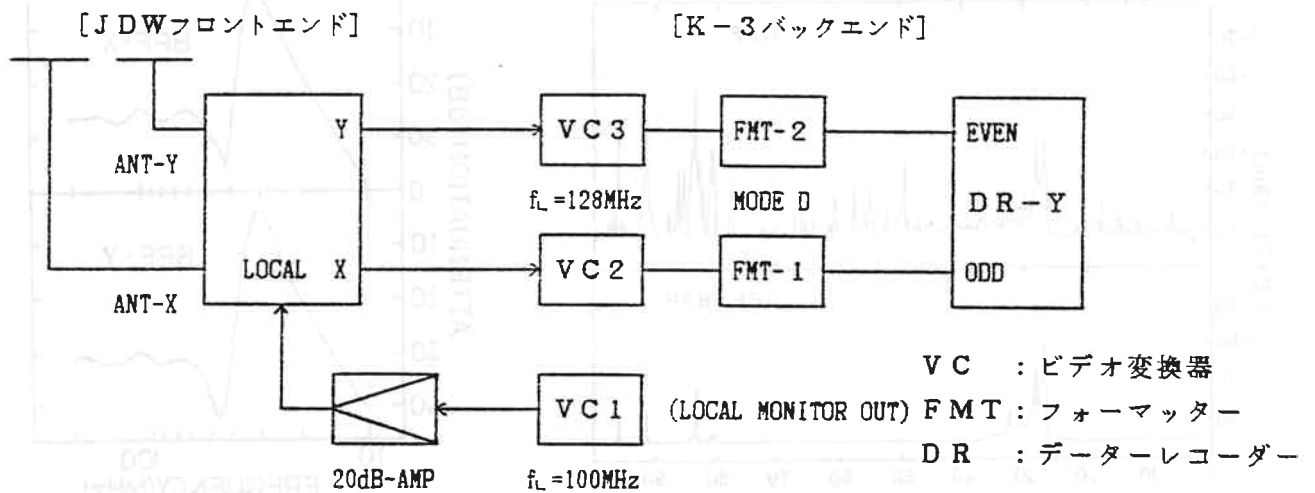 [JDWフロントエンド]
[K-3バックエンド]
Y
VC3
FMT-2
EVEN
ANT-Y
fL=128MHz
MODE D
DR-Y
LOCAL X
VC2
FMT-1
ODD
ANT-X
VC :ビデオ変換器
VC1
(LOCAL MONITOR OUT)
FMT:フォーマッター
DR :データーレコーダー
20dB-AMP
fL=100MHz